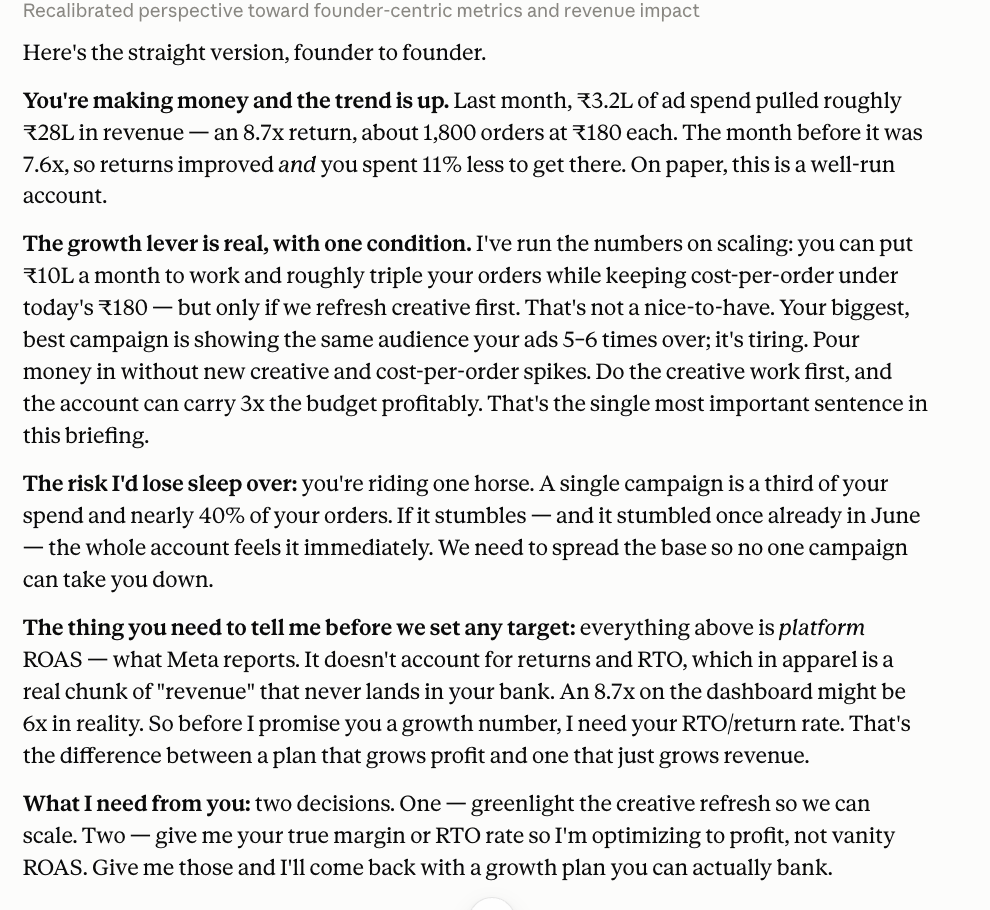 Recalibrated perspective toward founder-centric metrics and revenue impact
Here's the straight version, founder to founder.
You're making money and the trend is up. Last month, ₹3.2L of ad spend pulled roughly
₹28L in revenue — an 8.7x return, about 1,800 orders at ₹180 each. The month before it was
7.6x, so returns improved and you spent 11% less to get there. On paper, this is a well-run
account.
The growth lever is real, with one condition. I've run the numbers on scaling: you can put
₹10L a month to work and roughly triple your orders while keeping cost-per-order under
today's ₹180 — but only if we refresh creative first. That's not a nice-to-have. Your biggest,
best campaign is showing the same audience your ads 5–6 times over; it's tiring. Pour
money in without new creative and cost-per-order spikes. Do the creative work first, and
the account can carry 3x the budget profitably. That's the single most important sentence in
this briefing.
The risk I'd lose sleep over: you're riding one horse. A single campaign is a third of your
spend and nearly 40% of your orders. If it stumbles — and it stumbled once already in June
— the whole account feels it immediately. We need to spread the base so no one campaign
can take you down.
The thing you need to tell me before we set any target: everything above is platform
ROAS — what Meta reports. It doesn't account for returns and RTO, which in apparel is a
real chunk of "revenue" that never lands in your bank. An 8.7x on the dashboard might be
6x in reality. So before I promise you a growth number, I need your RTO/return rate. That's
the difference between a plan that grows profit and one that just grows revenue.
What I need from you: two decisions. One — greenlight the creative refresh so we can
scale. Two — give me your true margin or RTO rate so I'm optimizing to profit, not vanity
ROAS. Give me those and I'll come back with a growth plan you can actually bank.